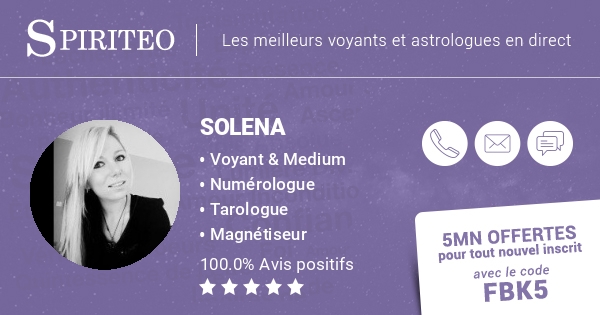 SPIRITEO
Les meilleurs voyants et astrologues en direct
SOLENA
• Voyant & Medium
• Numérologue
• Tarologue
• Magnétiseur
100.0% Avis positifs
5MN OFFERTES
pour tout nouvel inscrit
avec le code
FBK5